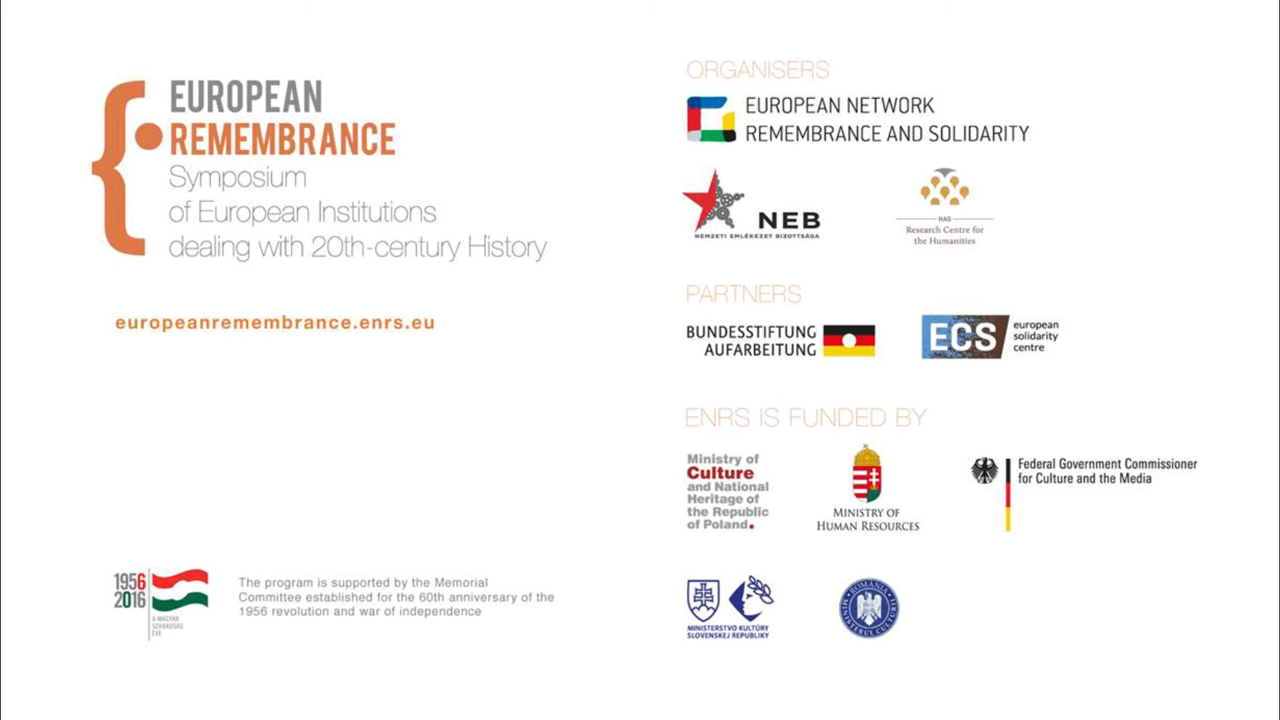 EUROPEAN
REMEMBRANCE
Symposium
of European Institutions
dealing with 20th-century History
europeanremembrance.enrs.eu
1956
2016
A MAGYAR
SZABADSÁG
ÉVE
The program is supported by the Memorial
Committee established for the 60th anniversary of the
1956 revolution and war of independence
ORGANISERS
EUROPEAN NETWORK
REMEMBRANCE AND SOLIDARITY
NEB
NEMZETI EMLÉKEZET BIZOTTSÁGA
HAS
Research Centre for
the Humanities
PARTNERS
BUNDESSTIFTUNG
AUFARBEITUNG
ECS
european
solidarity
centre
ENRS IS FUNDED BY
Ministry of
Culture
and National
Heritage of
the Republic
of Poland.
MINISTRY OF
HUMAN RESOURCES
Federal Government Commissioner
for Culture and the Media
MINISTERSTVO KULTÚRY
SLOVENSKEJ REPUBLIKY
ROMÂNIA
MINISTERUL CULTURII